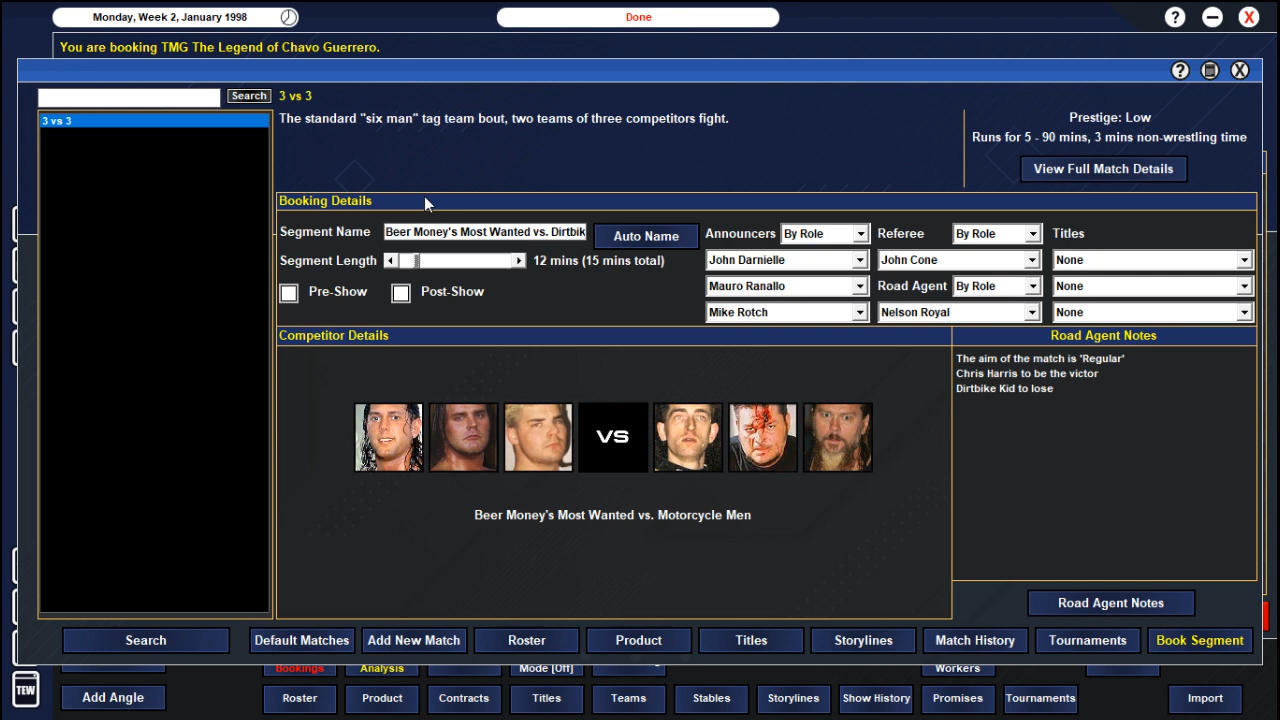 Monday, Week 2, January 1998
Done
?
X
You are booking TMG The Legend of Chavo Guerrero.
?
X
Search
3 vs 3
3 vs 3
The standard "six man" tag team bout, two teams of three competitors fight.
Prestige: Low
Runs for 5 - 90 mins, 3 mins non-wrestling time
View Full Match Details
Booking Details
Segment Name
Beer Money's Most Wanted vs. Dirtbik
Auto Name
Announcers
By Role
Referee
By Role
Titles
Segment Length
12 mins (15 mins total)
John Darnielle
John Cone
None
Pre-Show
Post-Show
Mauro Ranallo
Road Agent
By Role
None
Mike Rotch
Nelson Royal
None
Competitor Details
Road Agent Notes
The aim of the match is 'Regular'
Chris Harris to be the victor
Dirtbike Kid to lose
VS
Beer Money's Most Wanted vs. Motorcycle Men
Road Agent Notes
Search
Default Matches
Add New Match
Roster
Product
Titles
Storylines
Match History
Tournaments
Book Segment
Bookings
Analysis
Mode [Off]
Workers
TEW
Add Angle
Roster
Product
Contracts
Titles
Teams
Stables
Storylines
Show History
Promises
Tournaments
Import